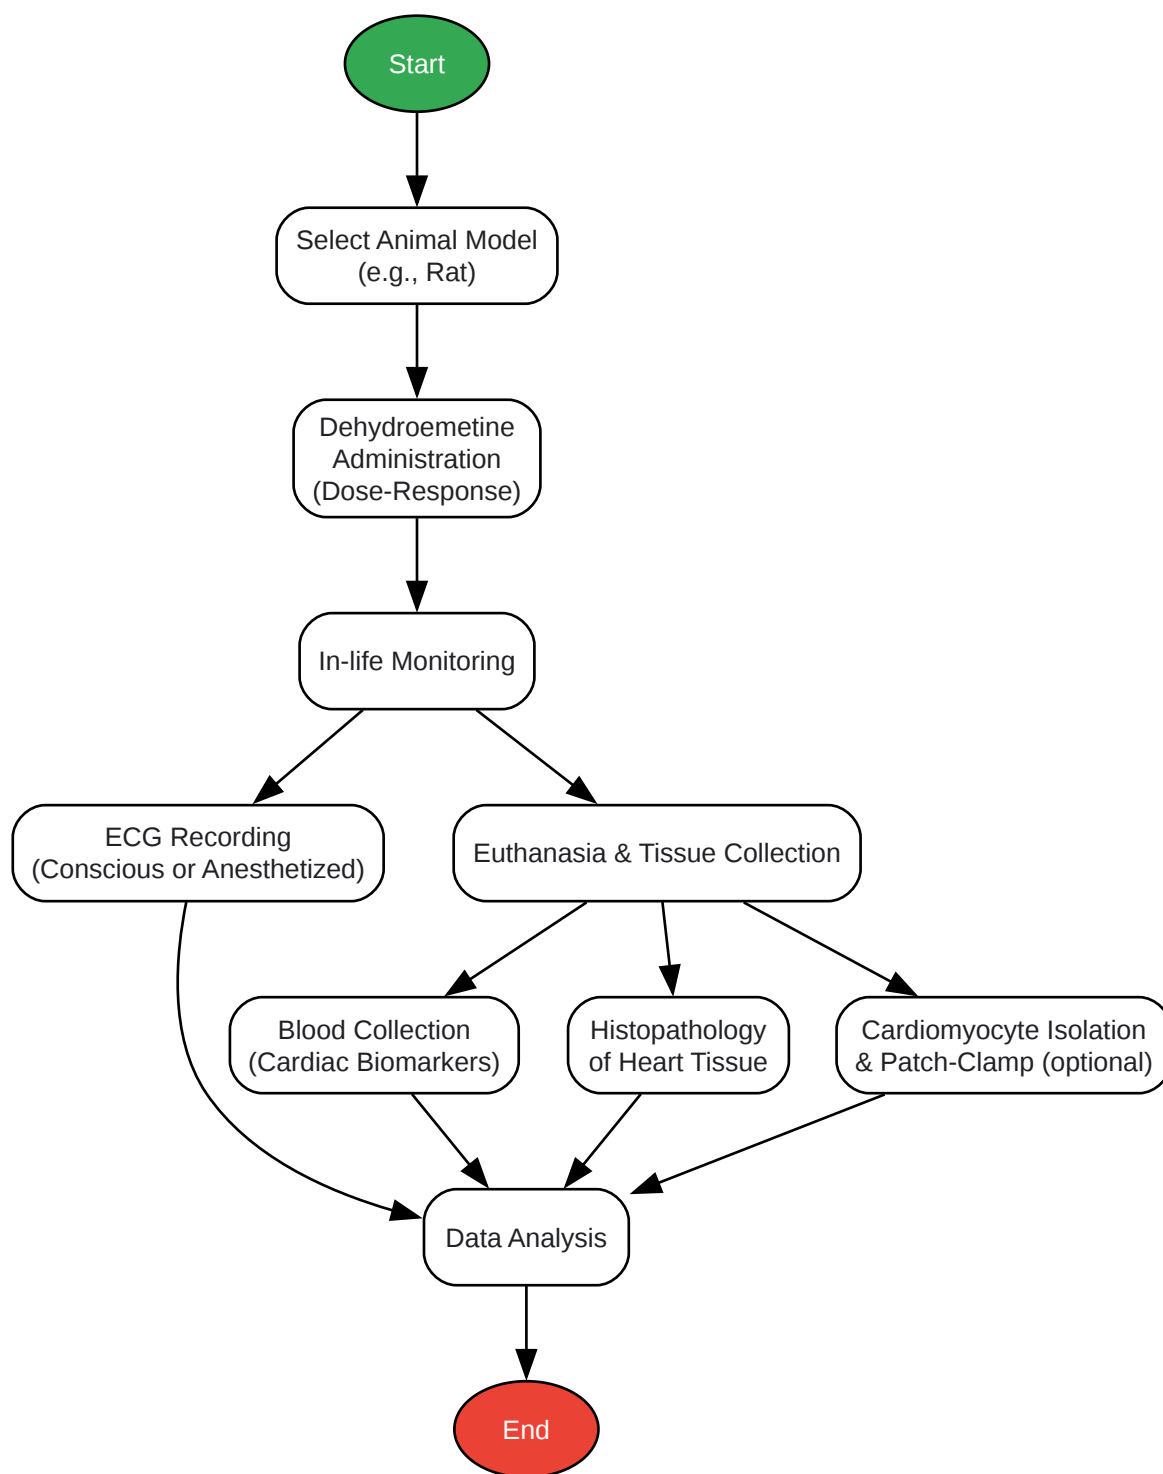 Start
Select Animal Model
(e.g., Rat)
Dehydroemetine
Administration
(Dose-Response)
In-life Monitoring
ECG Recording
(Conscious or Anesthetized)
Euthanasia & Tissue Collection
Blood Collection
(Cardiac Biomarkers)
Histopathology
of Heart Tissue
Cardiomyocyte Isolation
& Patch-Clamp (optional)
Data Analysis
End